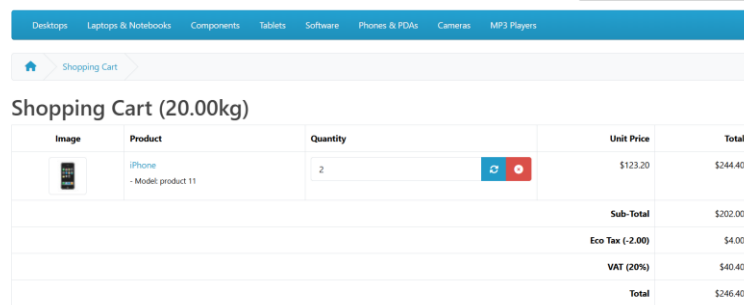 Desktops Laptops & Notebooks Components Tablets Software Phones & PDAs Cameras MP3 Players
Shopping Cart
Shopping Cart (20.00kg)
Image Product Quantity Unit Price Total
iPhone 2 $123.20 $244.40
- Model: product 11
Sub-Total $202.00
Eco Tax (-2.00) $4.00
VAT (20%) $40.40
Total $246.40